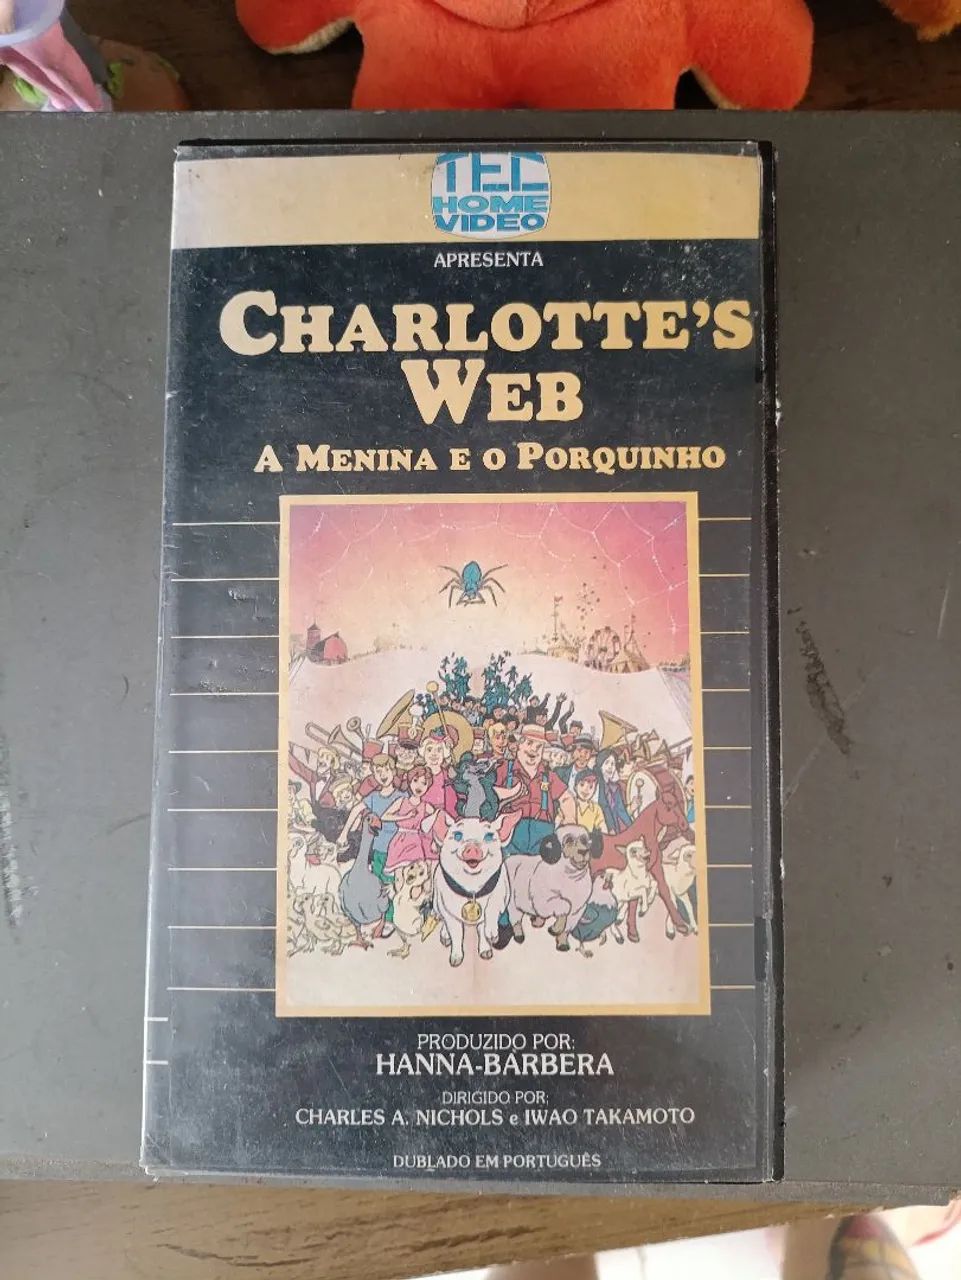 TEC
HOME
VIDEO
APRESENTA
CHARLOTTE'S
WEB
A MENINA E O PORQUINHO
PRODUZIDO POR:
HANNA-BARBERA
DIRIGIDO POR:
CHARLES A. NICHOLS e IWAO TAKAMOTO
DUBLADO EM PORTUGUÊS